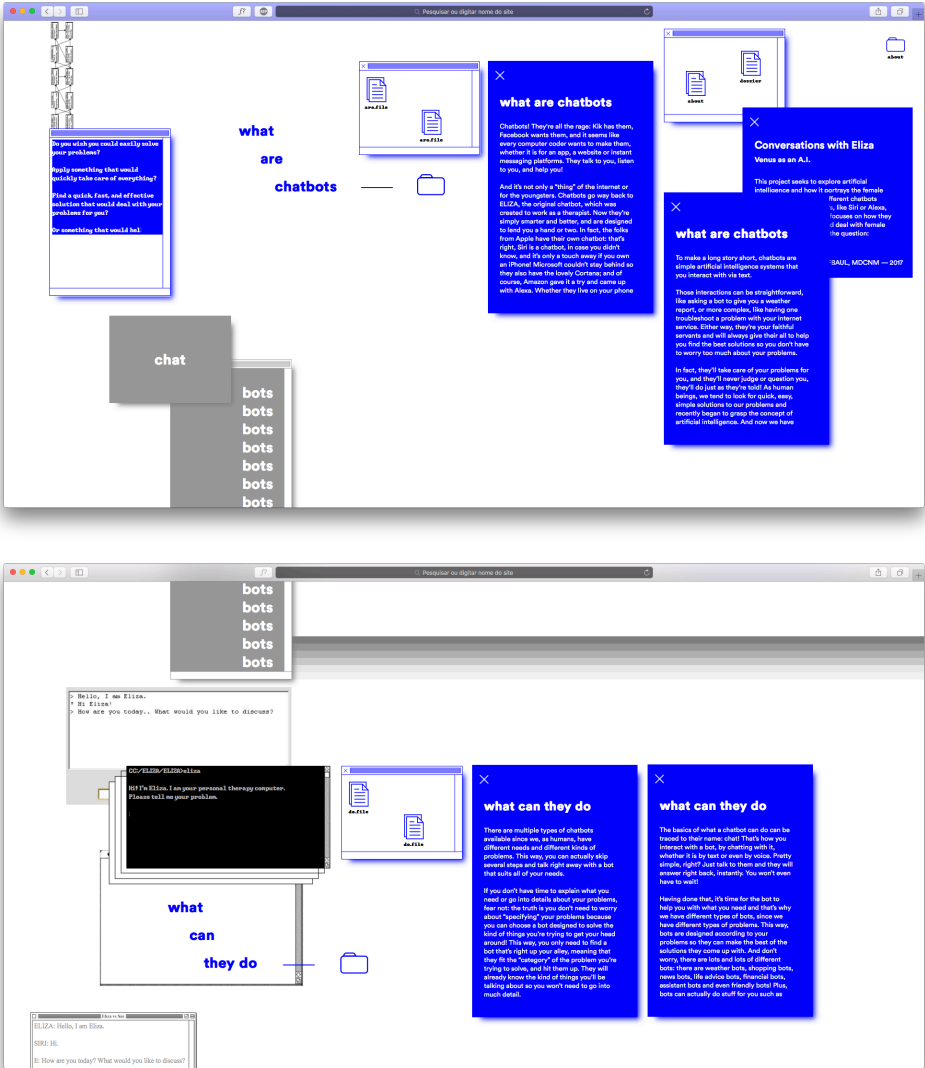 Pesquisar ou digitar nome do site
about
Do you wish you could easily solve
your problems?
Apply something that would
quickly take care of everything?
Find a quick, fast, and effective
solution that would deal with your
problems for you?
Or something that would hel
what
are
chatbots
are.file
are.file
what are chatbots
Chatbots! They're all the rage: Kik has them,
Facebook wants them, and it seems like
every computer coder wants to make them,
whether it is for an app, a website or instant
messaging platforms. They talk to you, listen
to you, and help you!
And it's not only a "thing" of the internet or
for the youngsters. Chatbots go way back to
ELIZA, the original chatbot, which was
created to work as a therapist. Now they're
simply smarter and better, and are designed
to lend you a hand or two. In fact, the folks
from Apple have their own chatbot: that's
right, Siri is a chatbot, in case you didn't
know, and it's only a touch away if you own
an iPhone! Microsoft couldn't stay behind so
they also have the lovely Cortana; and of
course, Amazon gave it a try and came up
with Alexa. Whether they live on your phone
dossier
about
Conversations with Eliza
Venus as an A.I.
This project seeks to explore artificial
intelligence and how it portrays the female
fferent chatbots
s, like Siri or Alexa,
focuses on how they
d deal with female
the question:
FBAUL, MDCNM — 2017
what are chatbots
To make a long story short, chatbots are
simple artificial intelligence systems that
you interact with via text.
Those interactions can be straightforward,
like asking a bot to give you a weather
report, or more complex, like having one
troubleshoot a problem with your internet
service. Either way, they're your faithful
servants and will always give their all to help
you find the best solutions so you don't have
to worry too much about your problems.
In fact, they'll take care of your problems for
you, and they'll never judge or question you,
they'll do just as they're told! As human
beings, we tend to look for quick, easy,
simple solutions to our problems and
recently began to grasp the concept of
artificial intelligence. And now we have
chat
bots
bots
bots
bots
bots
bots
bots
Pesquisar ou digitar nome do site
bots
bots
bots
bots
bots
> Hello, I am Eliza.
* Hi Eliza!
> How are you today.. What would you like to discuss?
CC:/ELIZA/ELIZA>eliza
Hi! I'm Eliza. I am your personal therapy computer.
Please tell me your problem.
do.file
do.file
what
can
they do
what can they do
There are multiple types of chatbots
available since we, as humans, have
different needs and different kinds of
problems. This way, you can actually skip
several steps and talk right away with a bot
that suits all of your needs.
If you don't have time to explain what you
need or go into details about your problems,
fear not: the truth is you don't need to worry
about "specifying" your problems because
you can choose a bot designed to solve the
kind of things you're trying to get your head
around! This way, you only need to find a
bot that's right up your alley, meaning that
they fit the "category" of the problem you're
trying to solve, and hit them up. They will
already know the kind of things you'll be
talking about so you won't need to go into
much detail.
what can they do
The basics of what a chatbot can do can be
traced to their name: chat! That's how you
interact with a bot, by chatting with it,
whether it is by text or even by voice. Pretty
simple, right? Just talk to them and they will
answer right back, instantly. You won't even
have to wait!
Having done that, it's time for the bot to
help you with what you need and that's why
we have different types of bots, since we
have different types of problems. This way,
bots are designed according to your
problems so they can make the best of the
solutions they come up with. And don't
worry, there are lots and lots of different
bots: there are weather bots, shopping bots,
news bots, life advice bots, financial bots,
assistant bots and even friendly bots! Plus,
bots can actually do stuff for you such as
Eliza vs Siri
ELIZA: Hello, I am Eliza.
SIRI: Hi.
E: How are you today? What would you like to discuss?